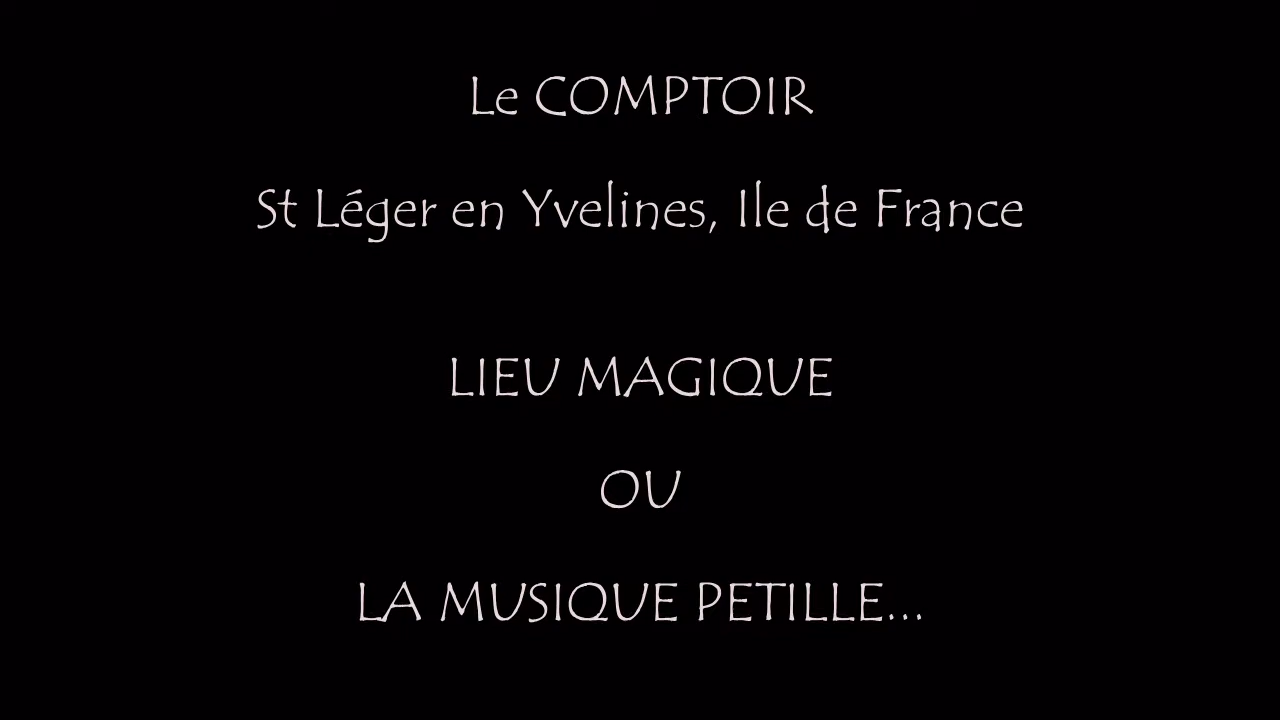 Le COMPTOIR
St Léger en Yvelines, Ile de France
LIEU MAGIQUE
OU
LA MUSIQUE PETILLE...